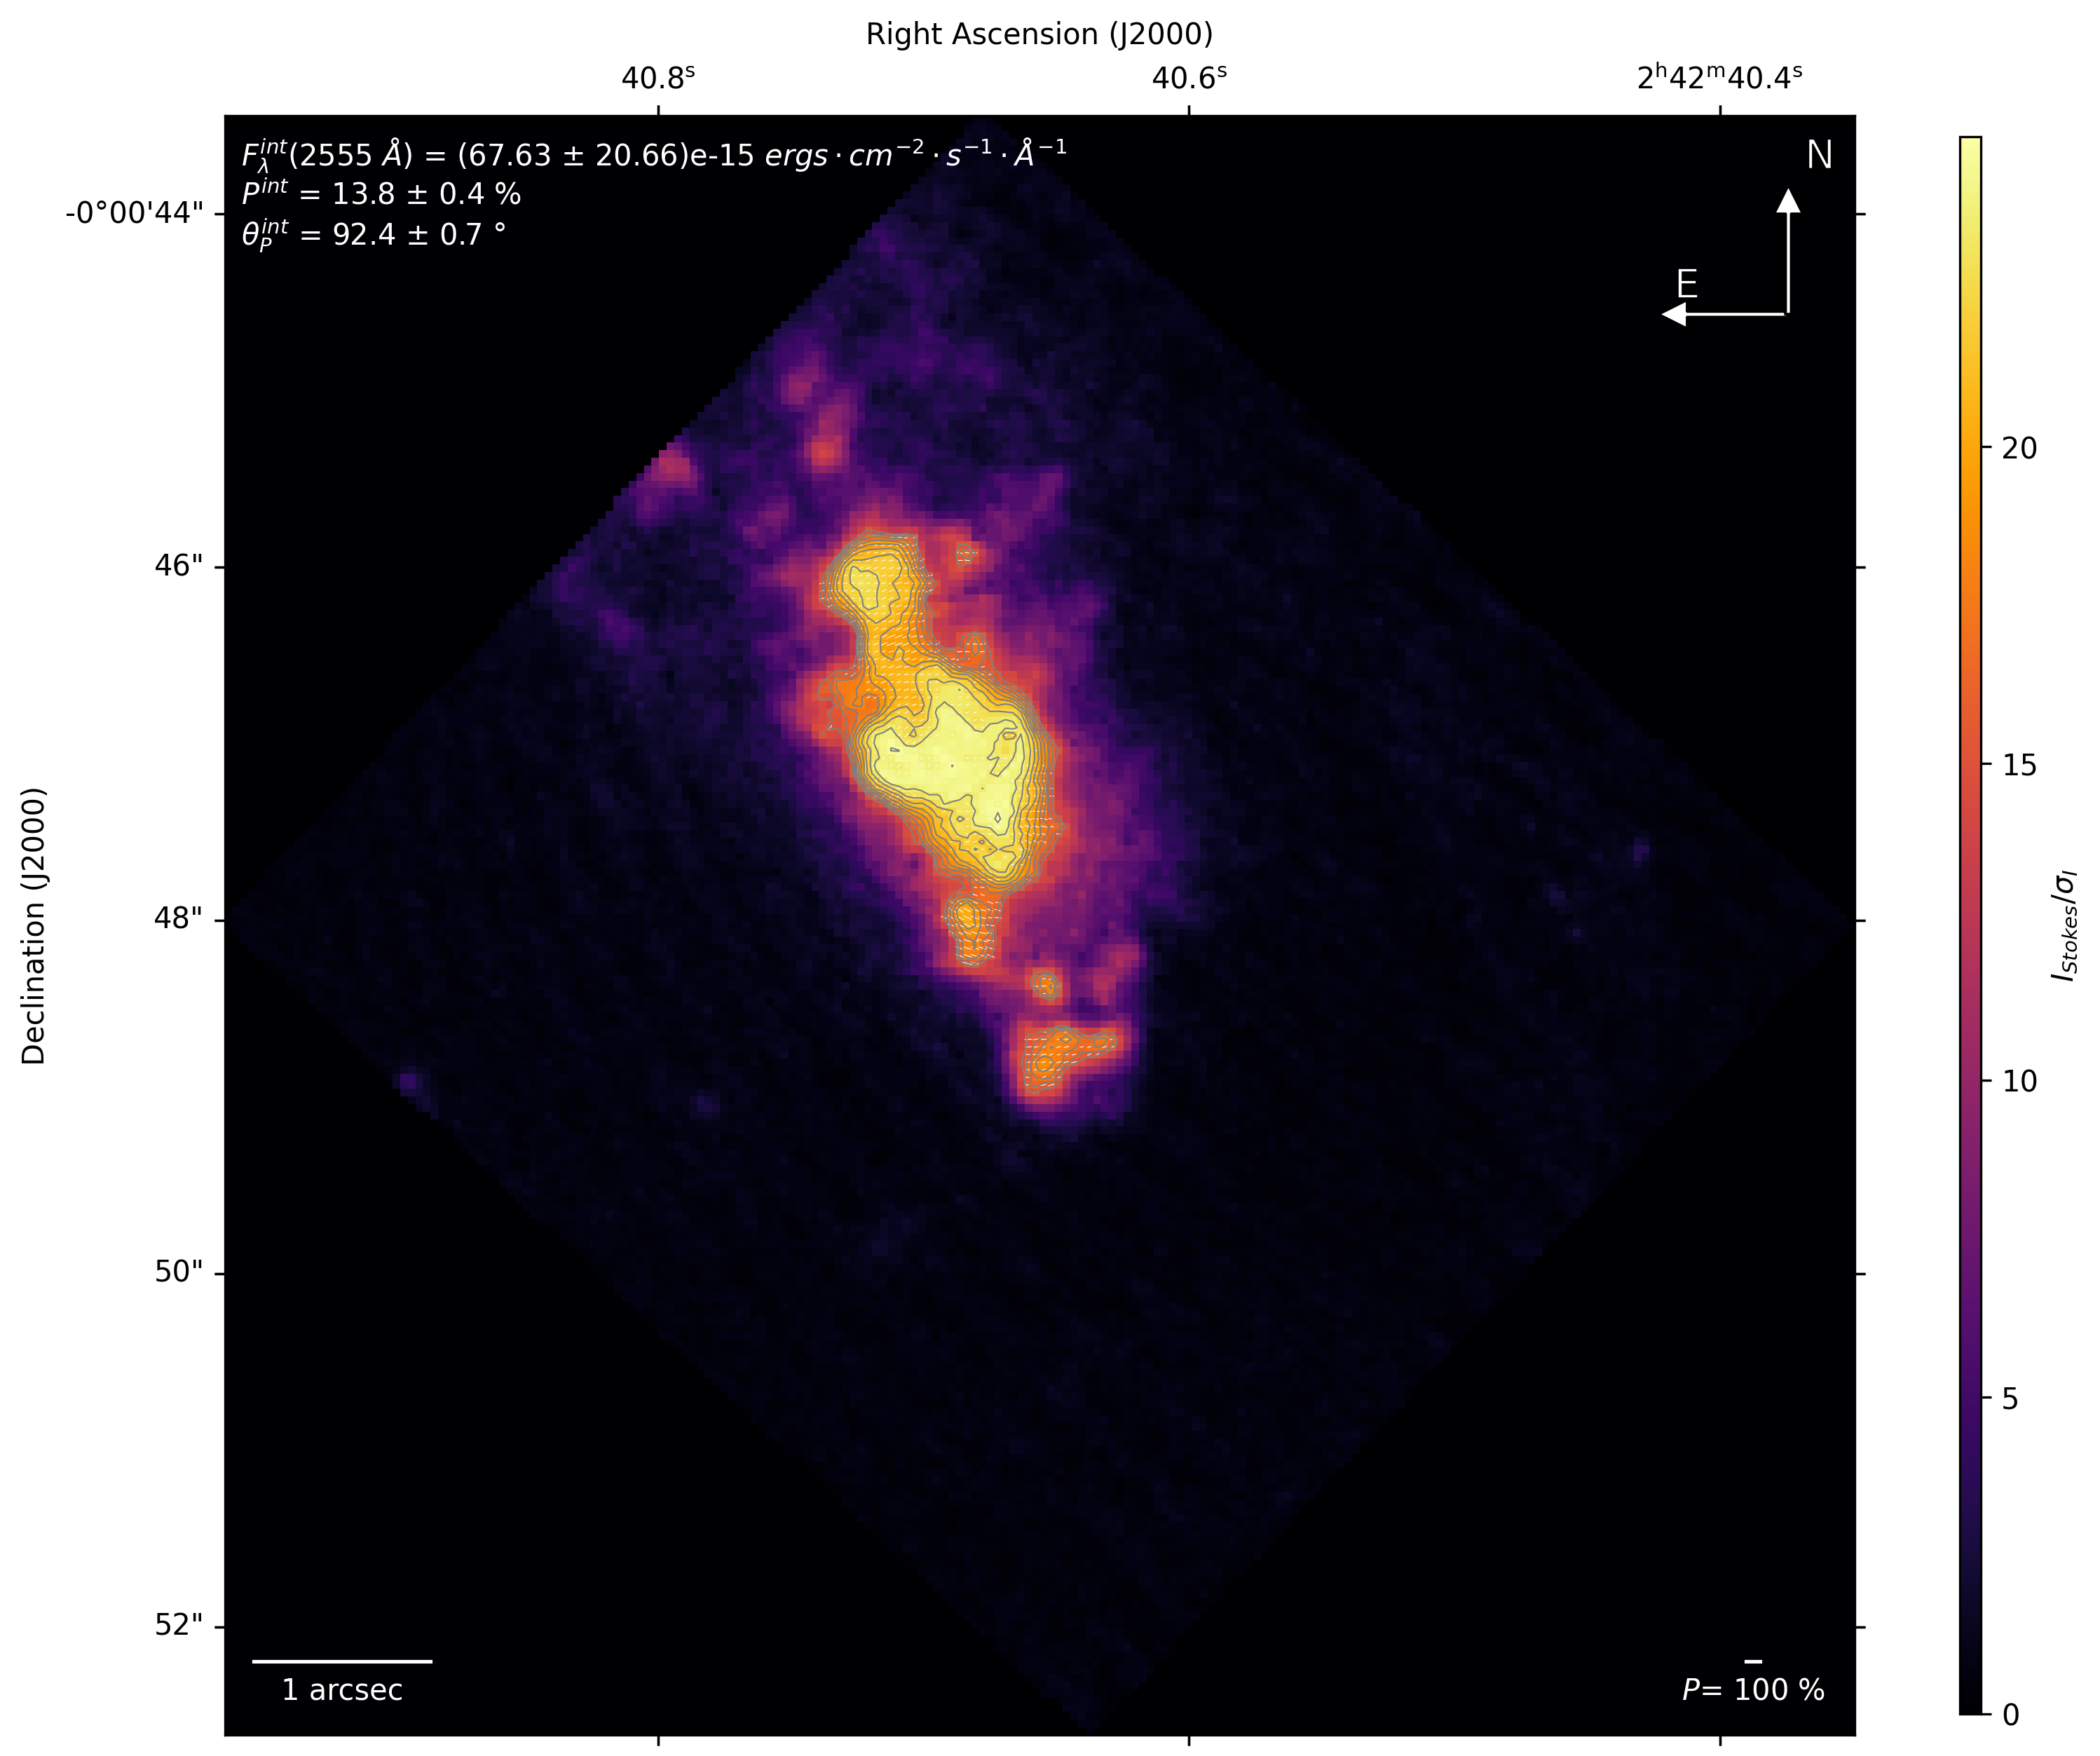 Right Ascension (J2000)
40.8ˢ 40.6ˢ 2ʰ42ᵐ40.4ˢ
F_λ^int(2555 Å) = (67.63 ± 20.66)e-15 ergs·cm⁻²·s⁻¹·Å⁻¹
P^int = 13.8 ± 0.4 %
θ_P^int = 92.4 ± 0.7 °
N
E
-0°00'44"
46"
48"
50"
52"
Declination (J2000)
1 arcsec
P= 100 %
20
15
10
5
0
I_Stokes/σ_I